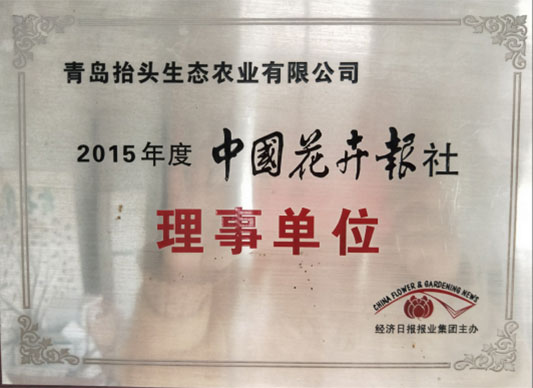 青岛抬头生态农业有限公司
2015年度 中國花卉報社
理事单位
CHINA FLOWER & GARDENING NEWS
经济日报报业集团主办